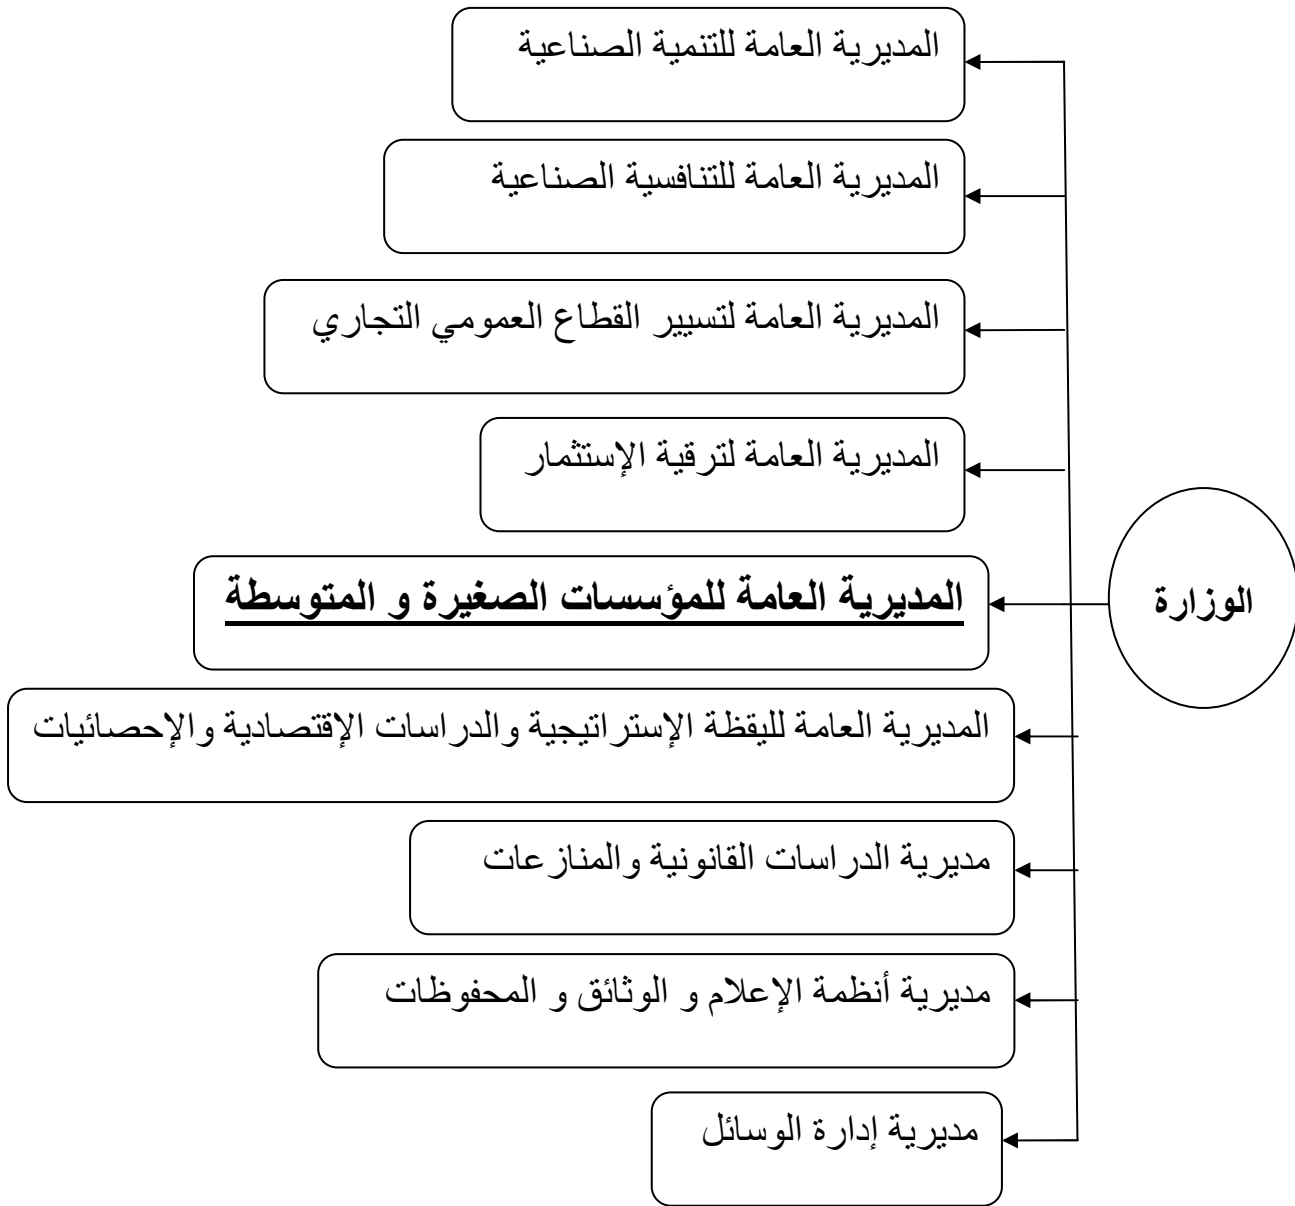 المديرية العامة للتنمية الصناعية
المديرية العامة للتنافسية الصناعية
المديرية العامة لتسيير القطاع العمومي التجاري
المديرية العامة لترقية الإستثمار
المديرية العامة للمؤسسات الصغيرة و المتوسطة
الوزارة
المديرية العامة لليقظة الإستراتيجية والدراسات الإقتصادية والإحصائيات
مديرية الدراسات القانونية والمنازعات
مديرية أنظمة الإعلام و الوثائق و المحفوظات
مديرية إدارة الوسائل